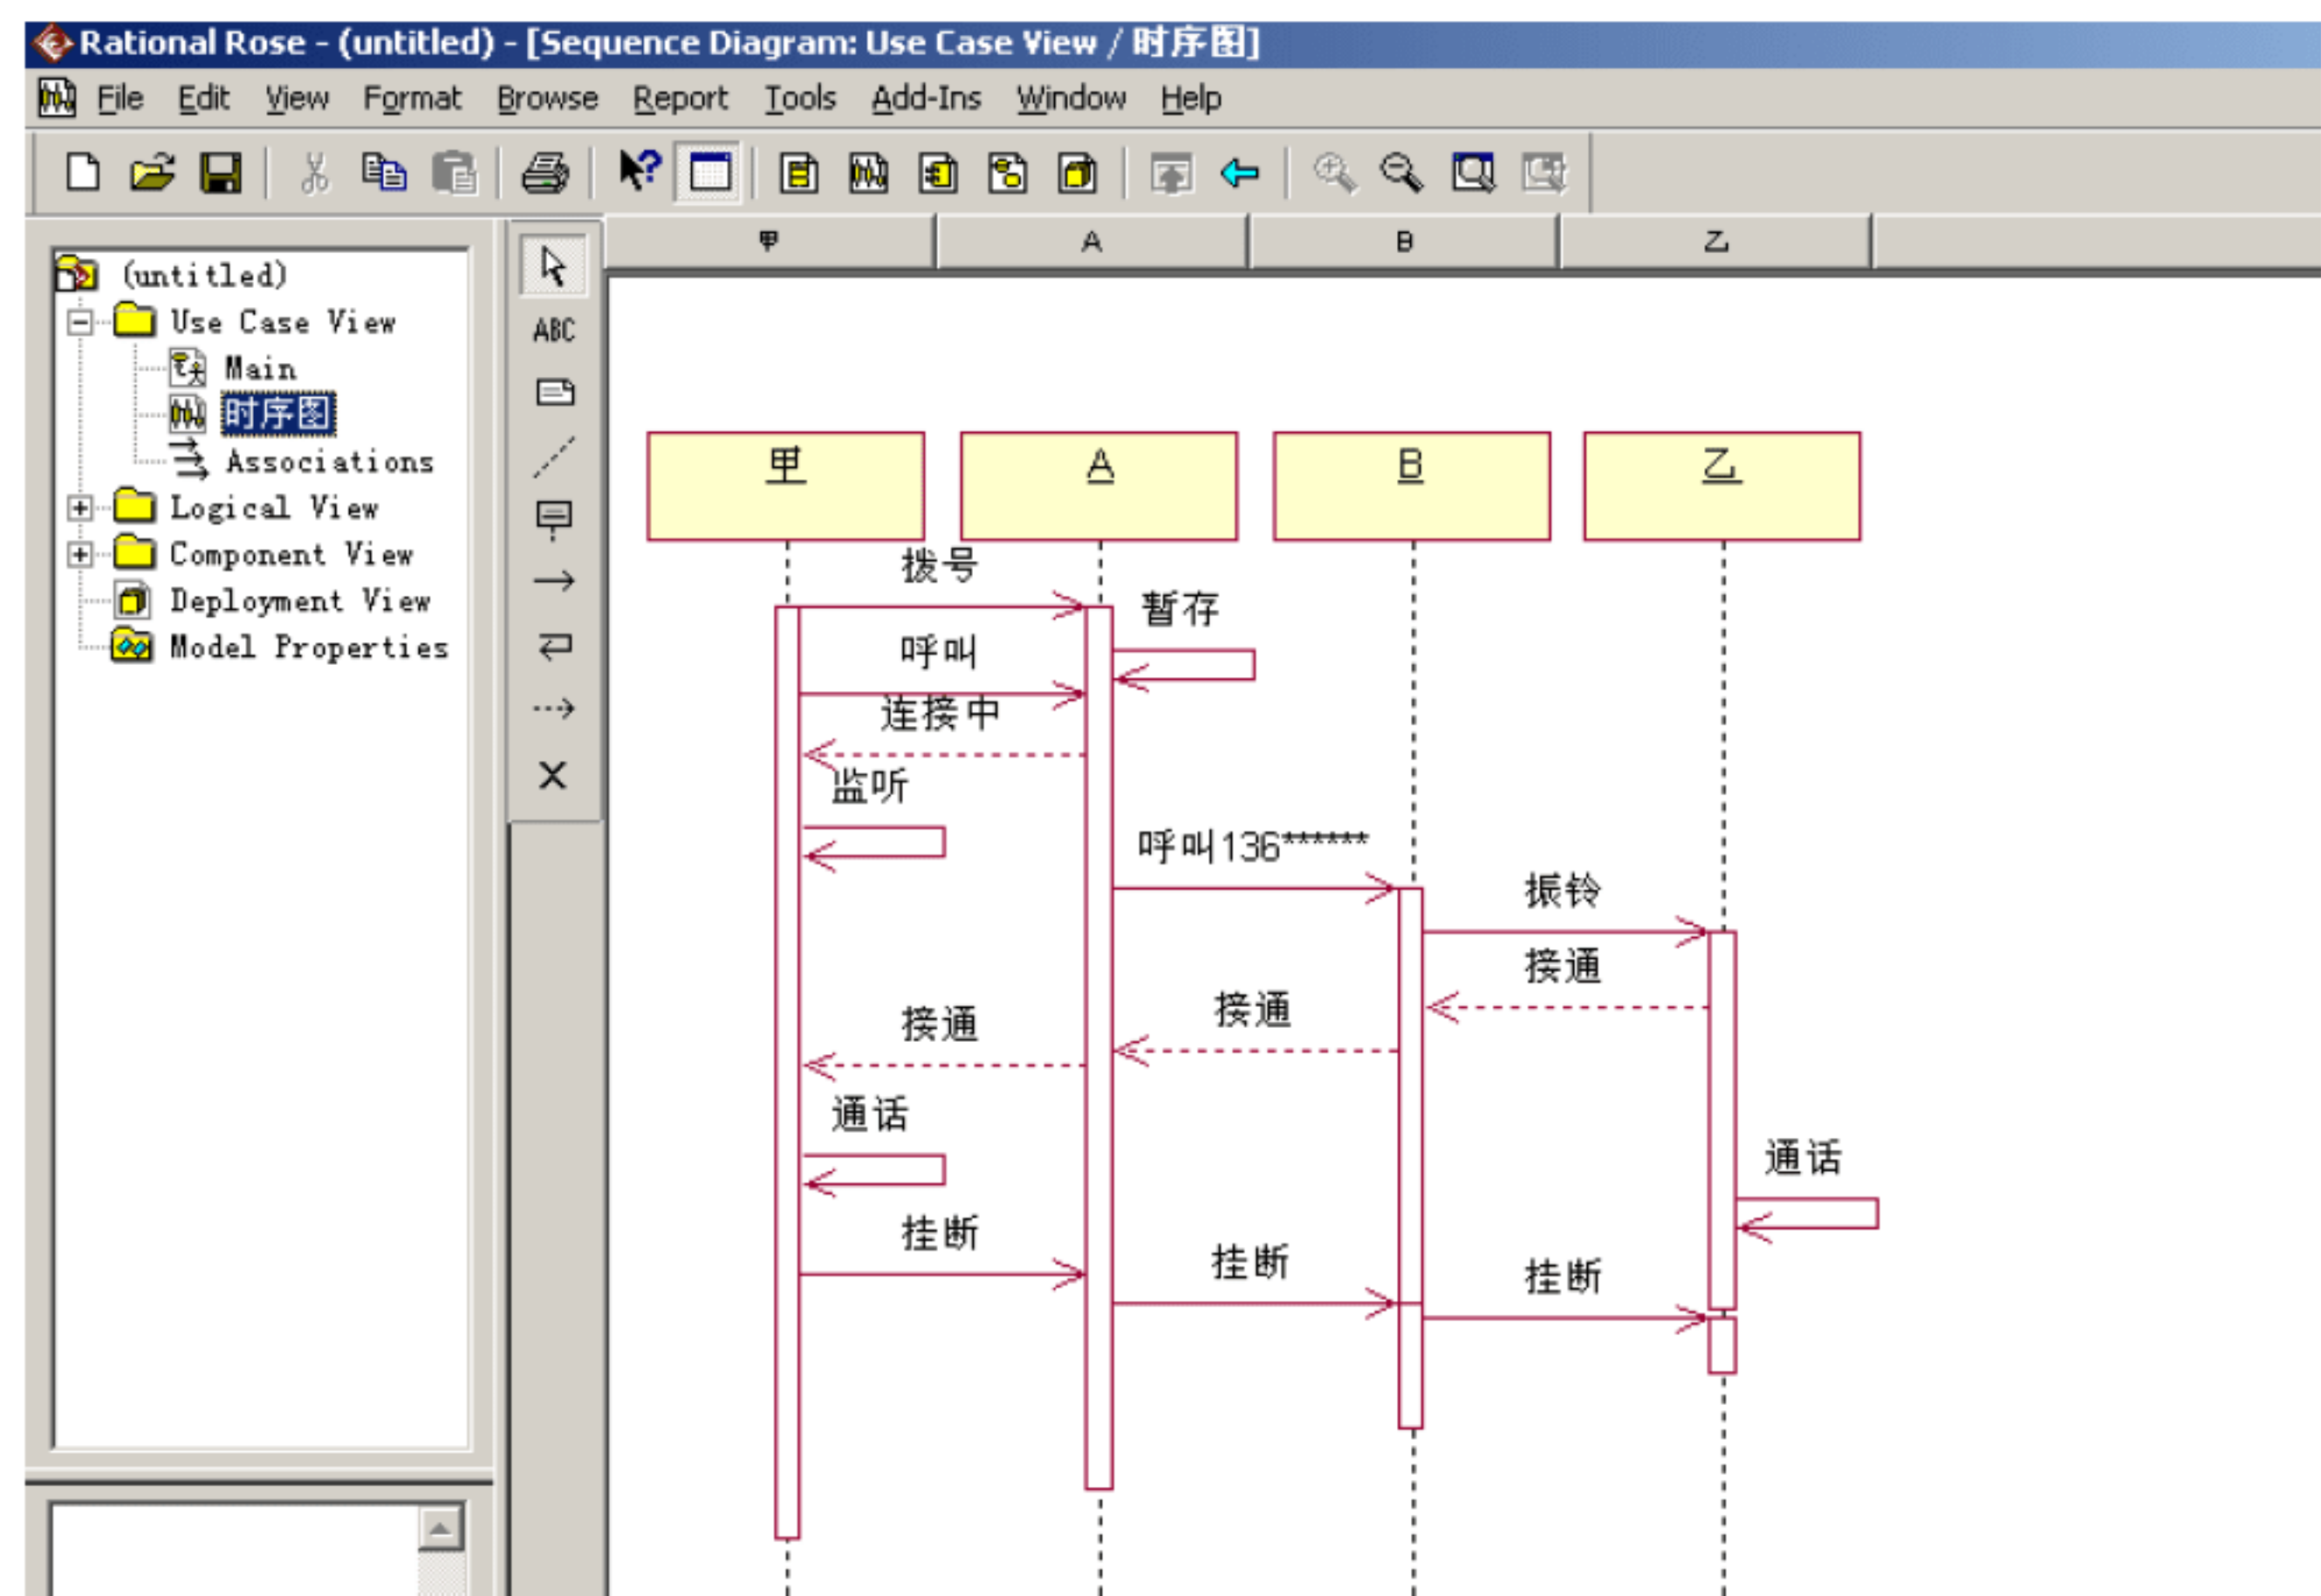 Rational Rose - (untitled) - [Sequence Diagram: Use Case View / 时序图]
File Edit View Format Browse Report Tools Add-Ins Window Help
甲 A B 乙
(untitled)
Use Case View
Main
时序图
Associations
Logical View
Component View
Deployment View
Model Properties
ABC
甲 A B 乙
拨号
暂存
呼叫
连接中
监听
呼叫136******
振铃
接通
接通
接通
通话
通话
挂断
挂断
挂断